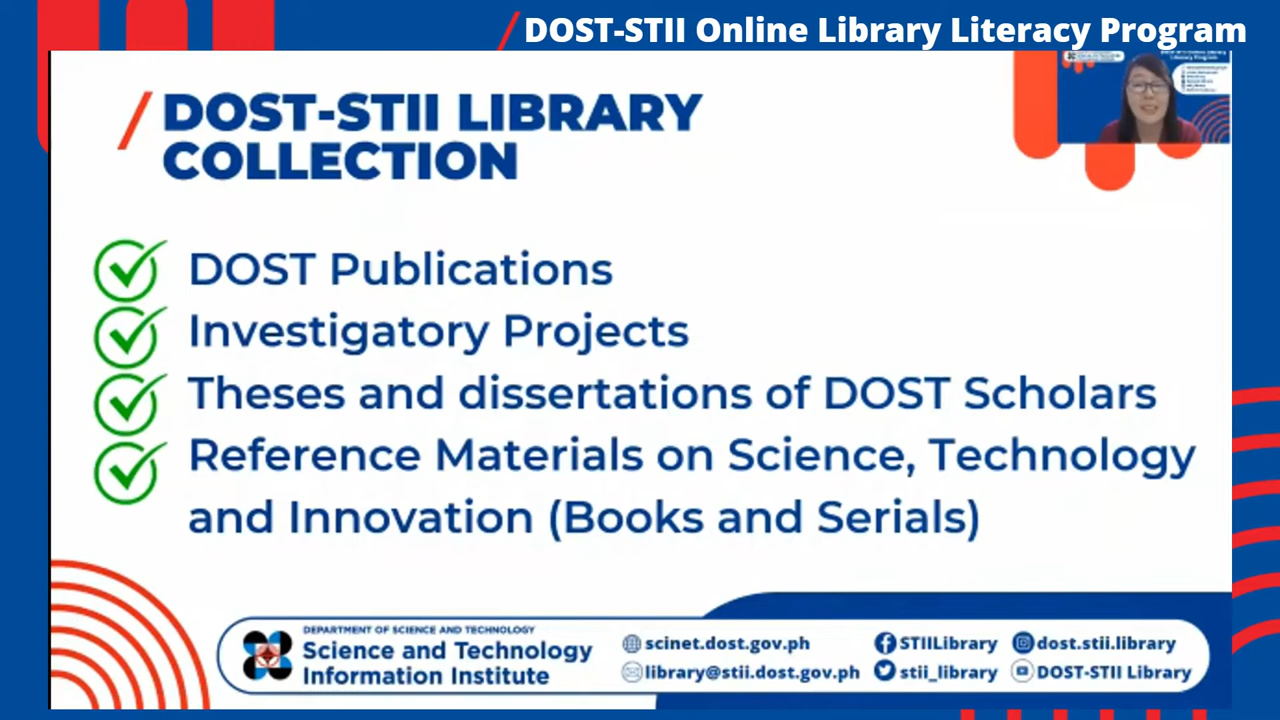 DOST-STII Online Library Literacy Program
DOST-STII LIBRARY
COLLECTION
DOST Publications
Investigatory Projects
Theses and dissertations of DOST Scholars
Reference Materials on Science, Technology
and Innovation (Books and Serials)
DEPARTMENT OF SCIENCE AND TECHNOLOGY
Science and Technology
Information Institute
scinet.dost.gov.ph
library@stii.dost.gov.ph
STIILibrary
stii_library
dost.stii.library
DOST-STII Library